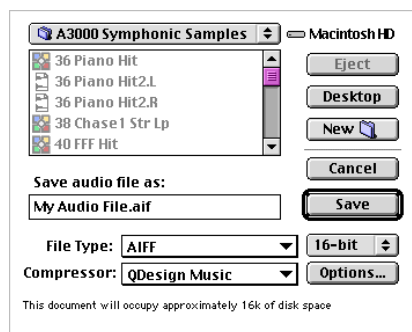 A3000 Symphonic Samples
Macintosh HD
36 Piano Hit
36 Piano Hit2.L
36 Piano Hit2.R
38 Chase1 Str Lp
40 FFF Hit
Eject
Desktop
New
Cancel
Save
Save audio file as:
My Audio File.aif
File Type: AIFF 16-bit
Compressor: QDesign Music Options...
This document will occupy approximately 16k of disk space